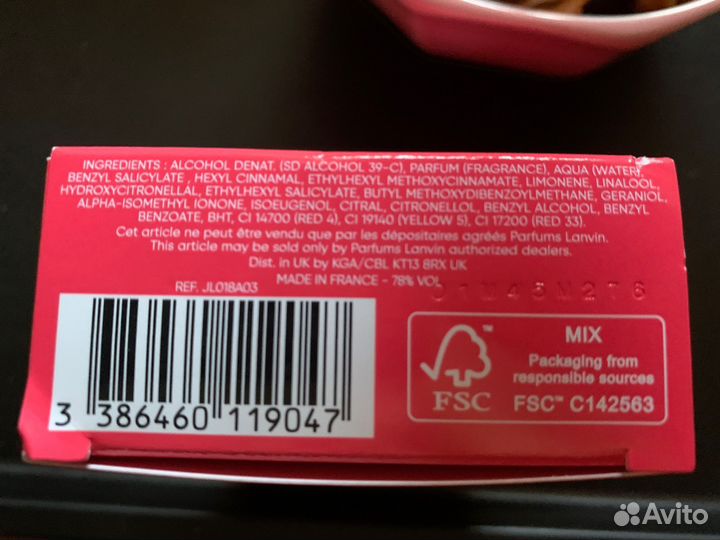 INGREDIENTS : ALCOHOL DENAT. (SD ALCOHOL 39-C), PARFUM (FRAGRANCE), AQUA (WATER),
BENZYL SALICYLATE , HEXYL CINNAMAL, ETHYLHEXYL METHOXYCINNAMATE, LIMONENE, LINALOOL,
HYDROXYCITRONELLAL, ETHYLHEXYL SALICYLATE, BUTYL METHOXYDIBENZOYLMETHANE, GERANIOL,
ALPHA-ISOMETHYL IONONE, ISOEUGENOL, CITRAL, CITRONELLOL, BENZYL ALCOHOL, BENZYL
BENZOATE, BHT, CI 14700 (RED 4), CI 19140 (YELLOW 5), CI 17200 (RED 33).
Cet article ne peut être vendu que par les dépositaires agréés Parfums Lanvin.
This article may be sold only by Parfums Lanvin authorized dealers.
Dist. in UK by KGA/CBL KT13 8RX UK
MADE IN FRANCE - 78% VOL
REF. JL018A03
3 386460 119047
FSC
MIX
Packaging from
responsible sources
FSC™ C142563
Avito